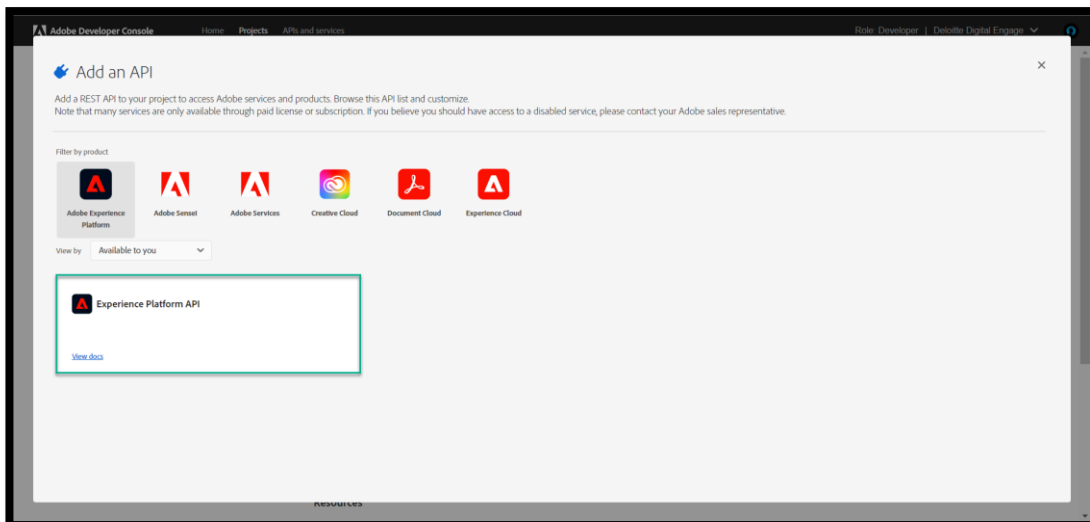 Adobe Developer Console Home Projects APIs and services Role: Developer | Deloitte Digital Engage
Add an API
Add a REST API to your project to access Adobe services and products. Browse this API list and customize.
Note that many services are only available through paid license or subscription. If you believe you should have access to a disabled service, please contact your Adobe sales representative.
Filter by product
Adobe Experience Platform
Adobe Sensei
Adobe Services
Creative Cloud
Document Cloud
Experience Cloud
View by Available to you
Experience Platform API
View docs
Resources